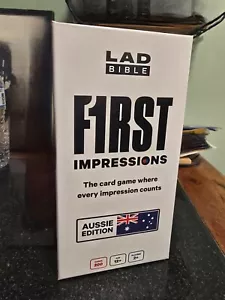 LAD
BIBLE
F1RST
IMPRESSIONS
The card game where
every impression counts
AUSSIE
EDITION